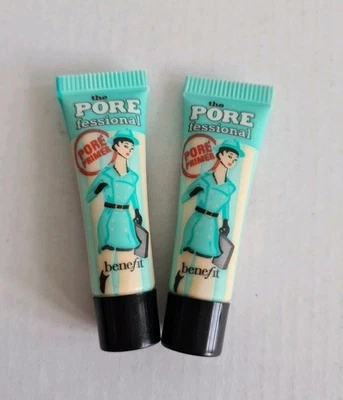 the
PORE
fessional
PORE
PRIMER
benefit
the
PORE
fessional
PORE
PRIMER
benefit